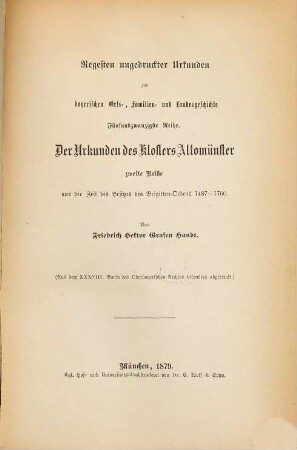 Regesten ungedruckter Urkunden
zur
bayerischen Orts-, Familien- und Landesgeschichte
Fünfundzwanzigste Reihe.
Der Urkunden des Klosters Altomünster
zweite Reihe
aus der Zeit des Besitzes des Brigitten-Ordens 1487–1700.
Von
Friedrich Hektor Grafen Hundt.
(Aus dem XXXVIII. Bande des Oberbayerischen Archivs besonders abgedruckt.)
München, 1879.
Kgl. Hof- und Universitäts-Buchdruckerei von Dr. C. Wolf & Sohn.